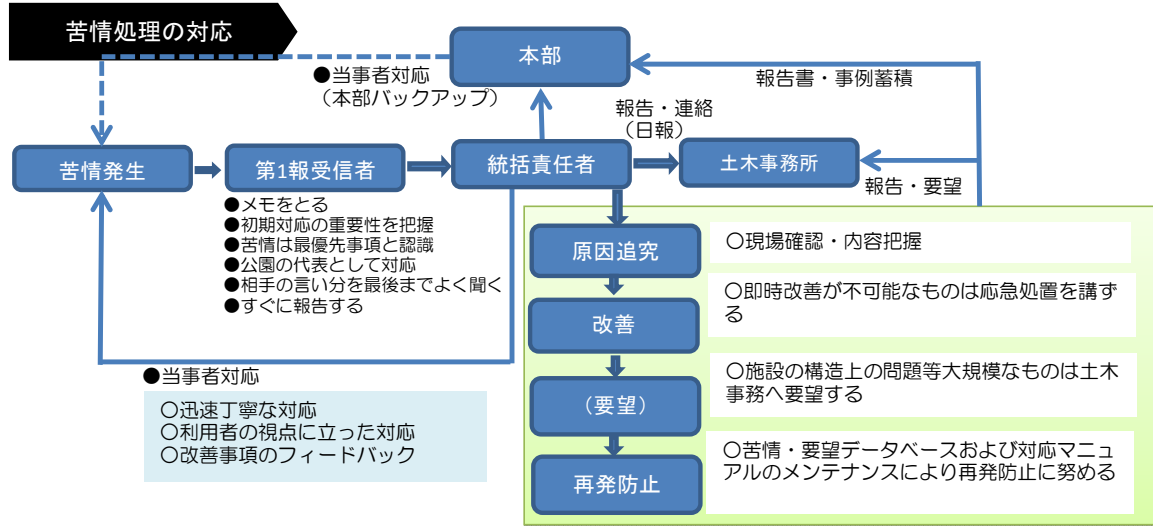 苦情処理の対応
本部
●当事者対応
（本部バックアップ）
報告書・事例蓄積
報告・連絡
（日報）
苦情発生
第1報受信者
統括責任者
土木事務所
報告・要望
●メモをとる
●初期対応の重要性を把握
●苦情は最優先事項と認識
●公園の代表として対応
●相手の言い分を最後までよく聞く
●すぐに報告する
原因追究
〇現場確認・内容把握
改善
〇即時改善が不可能なものは応急処置を講ず
る
（要望）
〇施設の構造上の問題等大規模なものは土木
事務へ要望する
再発防止
〇苦情・要望データベースおよび対応マニュ
アルのメンテナンスにより再発防止に努める
●当事者対応
〇迅速丁寧な対応
〇利用者の視点に立った対応
〇改善事項のフィードバック